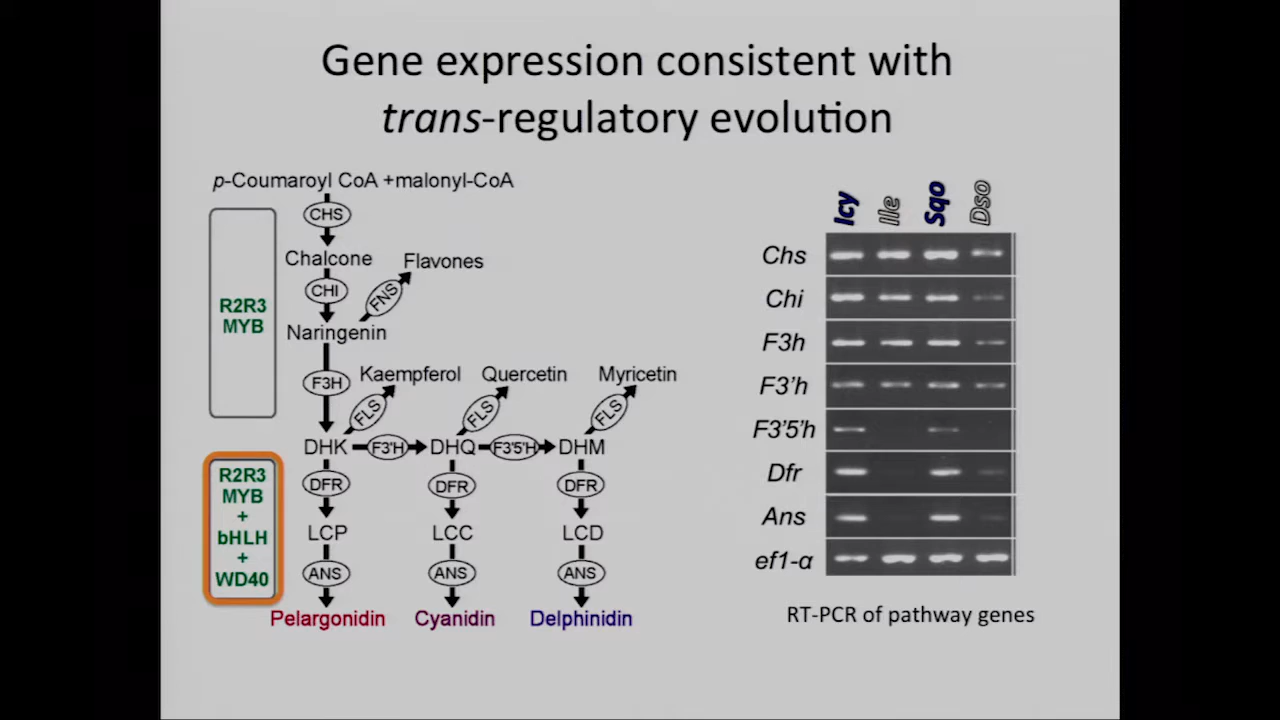 Gene expression consistent with
trans-regulatory evolution
p-Coumaroyl CoA +malonyl-CoA
CHS
Chalcone
Flavones
CHI
FNS
R2R3
MYB
Naringenin
F3H
Kaempferol
Quercetin
Myricetin
FLS
FLS
FLS
DHK
F3'H
DHQ
F3'5'H
DHM
R2R3
MYB
+
bHLH
+
WD40
DFR
DFR
DFR
LCP
LCC
LCD
ANS
ANS
ANS
Pelargonidin
Cyanidin
Delphinidin
Icy
Ile
Sqo
Dso
Chs
Chi
F3h
F3'h
F3'5'h
Dfr
Ans
ef1-α
RT-PCR of pathway genes